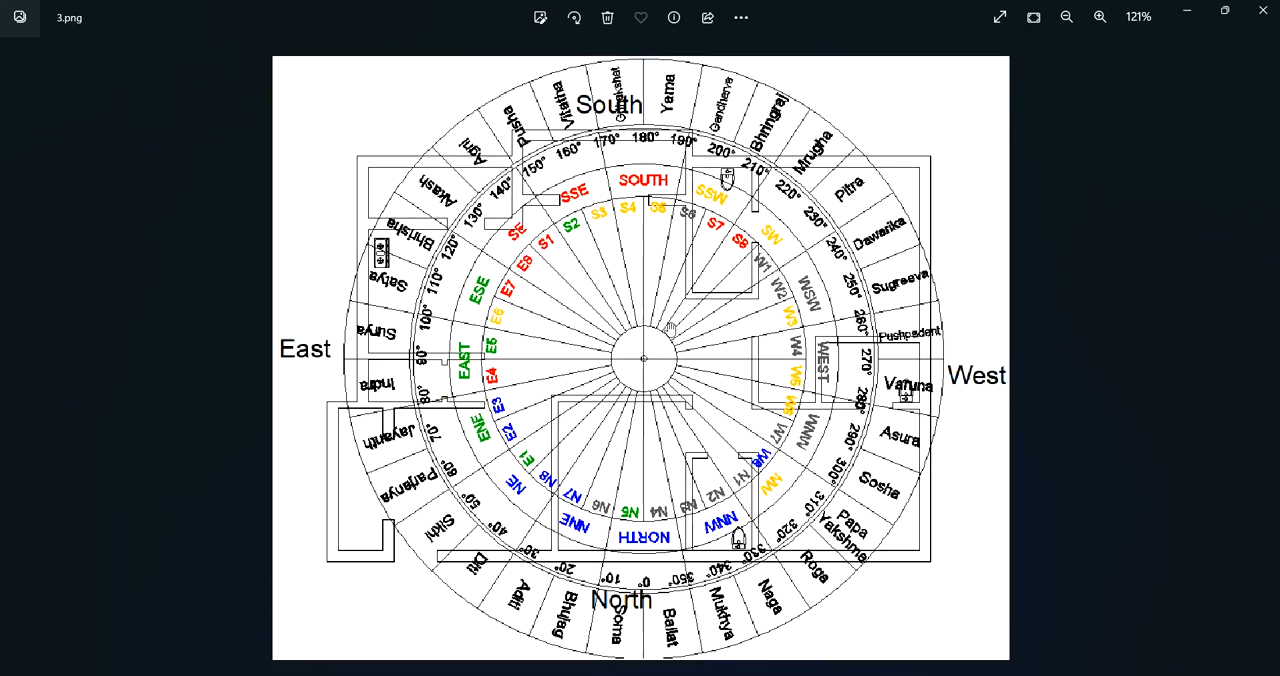 3.png
121%
South
East
West
North
Gruhakshat
Yama
Gandharva
Bhringraj
Mrugha
Pitra
Dawarika
Sugreeva
Pushpadant
Varuna
Asura
Sosha
Papa
Yakshma
Roga
Naga
Mukhya
Ballat
Soma
Bhujag
Aditi
Diti
Sikhi
Parjanya
Jayanth
Indra
Surya
Satya
Bhrisha
Akash
Agni
Pusha
Vitatha
180°
190°
200°
210°
220°
230°
240°
250°
260°
270°
280°
290°
300°
310°
320°
330°
340°
350°
0°
10°
20°
30°
40°
50°
60°
70°
80°
90°
100°
110°
120°
130°
140°
150°
160°
170°
SOUTH
SSW
SW
WSW
WEST
WNW
NW
NNW
NORTH
NNE
NE
ENE
EAST
ESE
SE
SSE
S1
S2
S3
S4
S5
S6
S7
S8
W1
W2
W3
W4
W5
W6
W7
W8
N1
N2
N3
N4
N5
N6
N7
N8
E1
E2
E3
E4
E5
E6
E7
E8